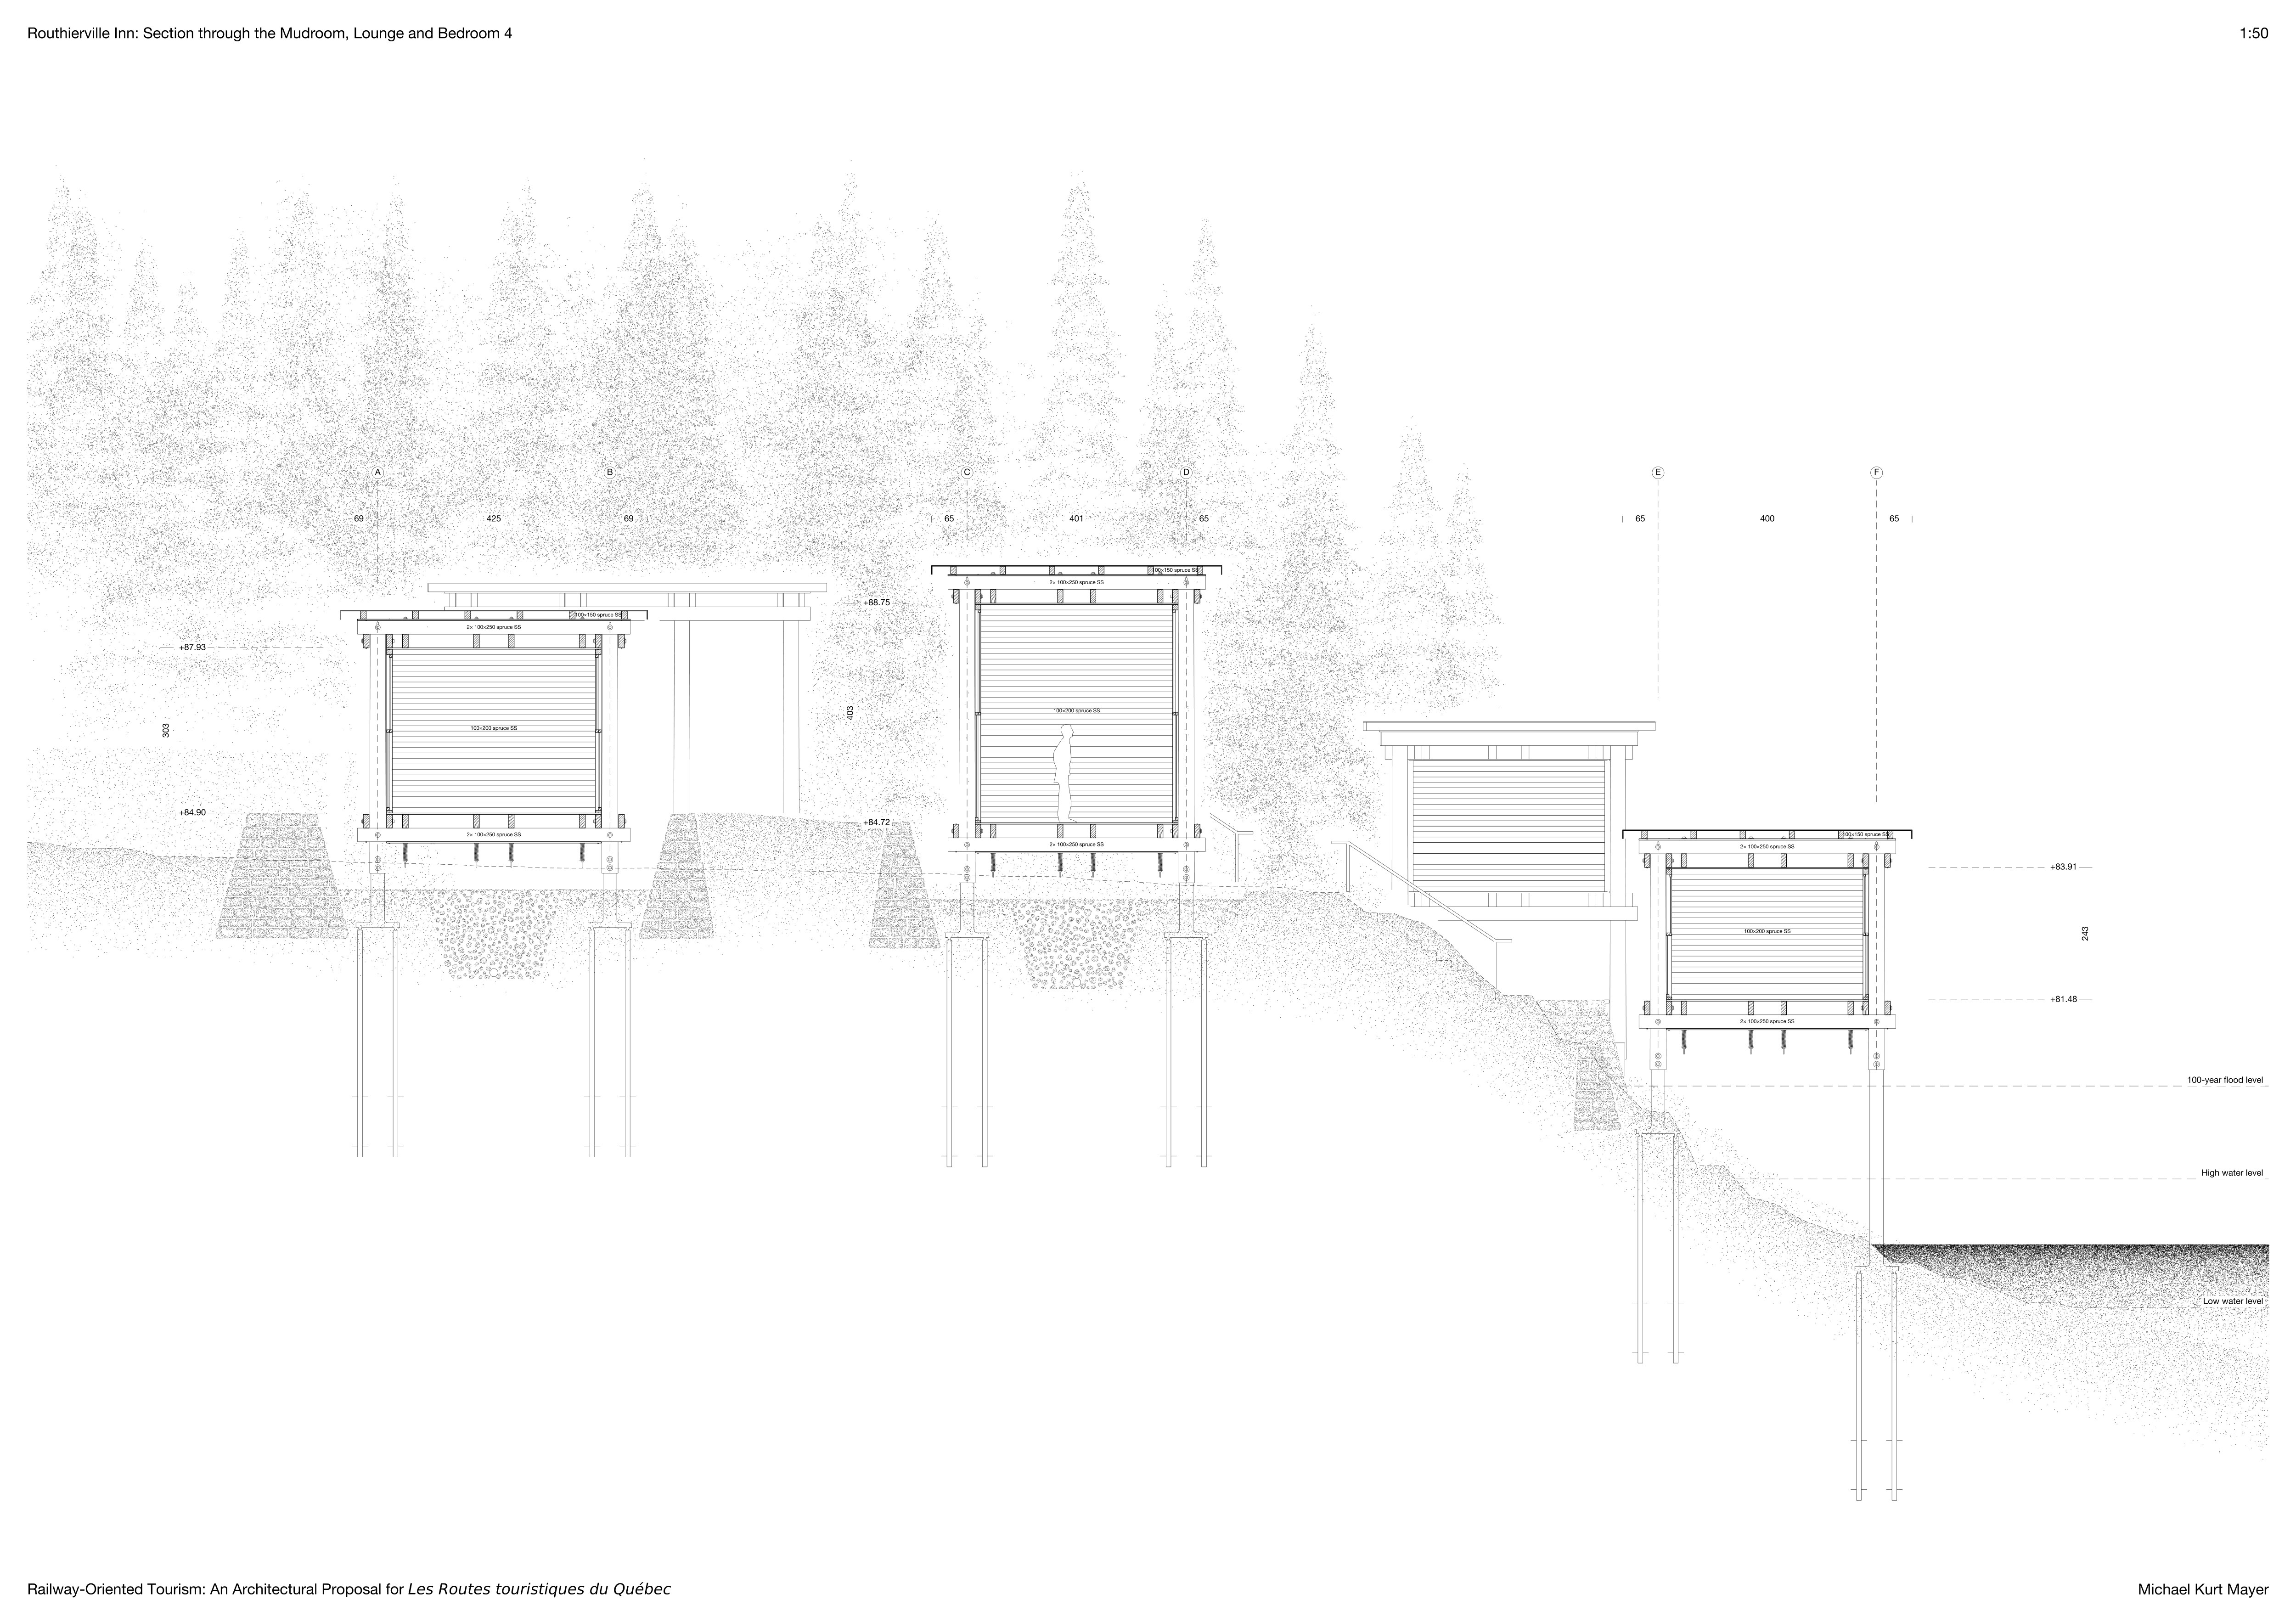 Routhierville Inn: Section through the Mudroom, Lounge and Bedroom 4
1:50
A
B
C
D
E
F
69
425
69
65
401
65
65
400
65
100×150 spruce SS
2× 100×250 spruce SS
+88.75
100×150 spruce SS
2× 100×250 spruce SS
+87.93
403
100×200 spruce SS
303
100×200 spruce SS
+84.90
+84.72
2× 100×250 spruce SS
2× 100×250 spruce SS
100×150 spruce SS
2× 100×250 spruce SS
+83.91
100×200 spruce SS
243
+81.48
2× 100×250 spruce SS
100-year flood level
High water level
Low water level
Railway-Oriented Tourism: An Architectural Proposal for Les Routes touristiques du Québec
Michael Kurt Mayer